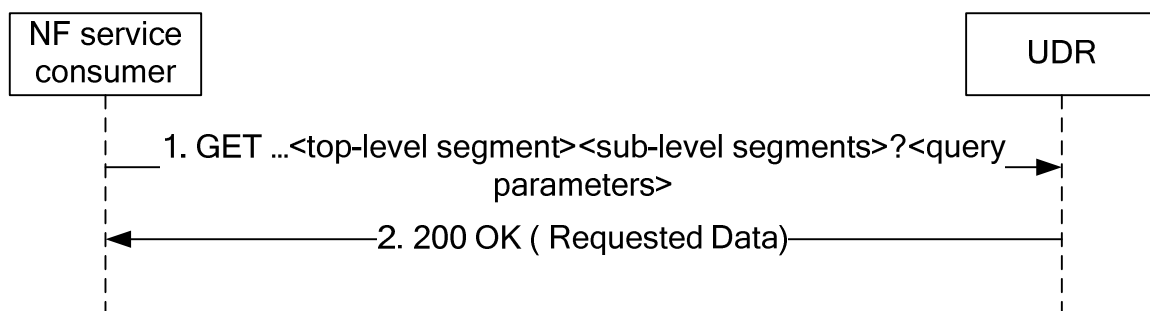 NF service
consumer
UDR
1. GET ...<top-level segment><sub-level segments>?<query
parameters>
2. 200 OK ( Requested Data)